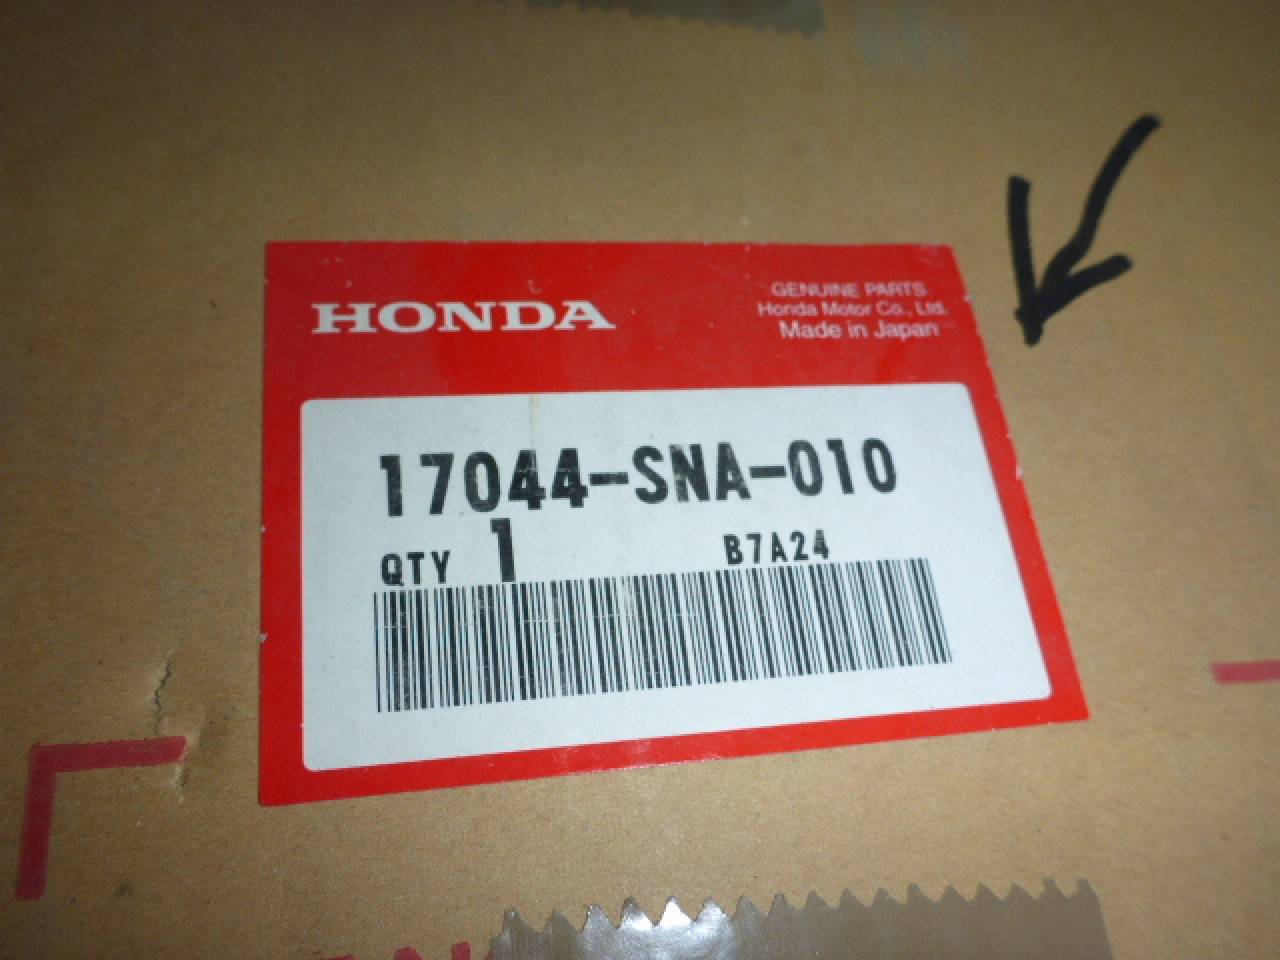 HONDA
GENUINE PARTS
Honda Motor Co., Ltd.
Made in Japan
17044-SNA-010
QTY 1
B7A24